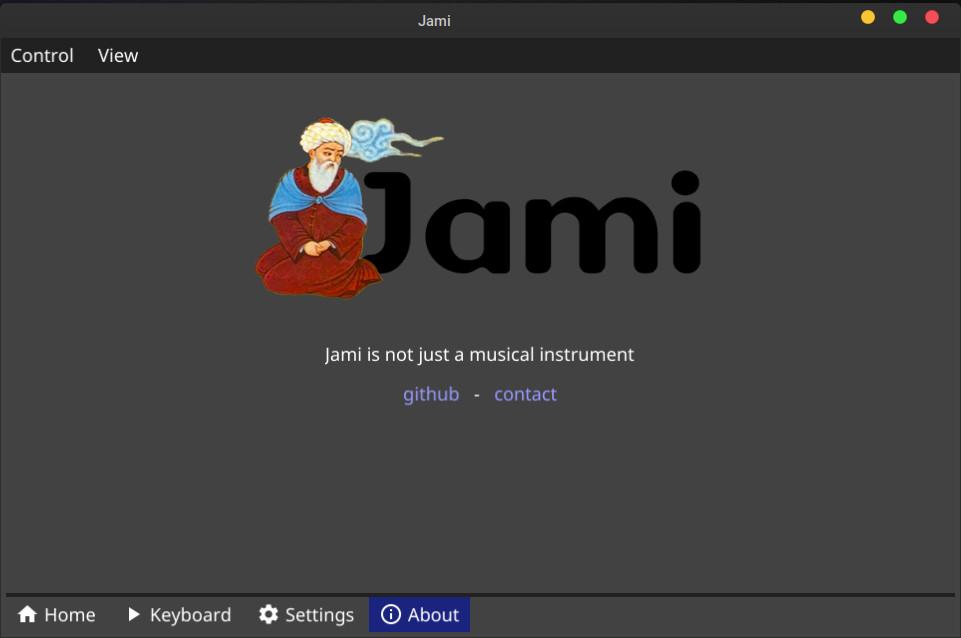 Jami
Control View
Jami
Jami is not just a musical instrument
github - contact
Home Keyboard Settings About